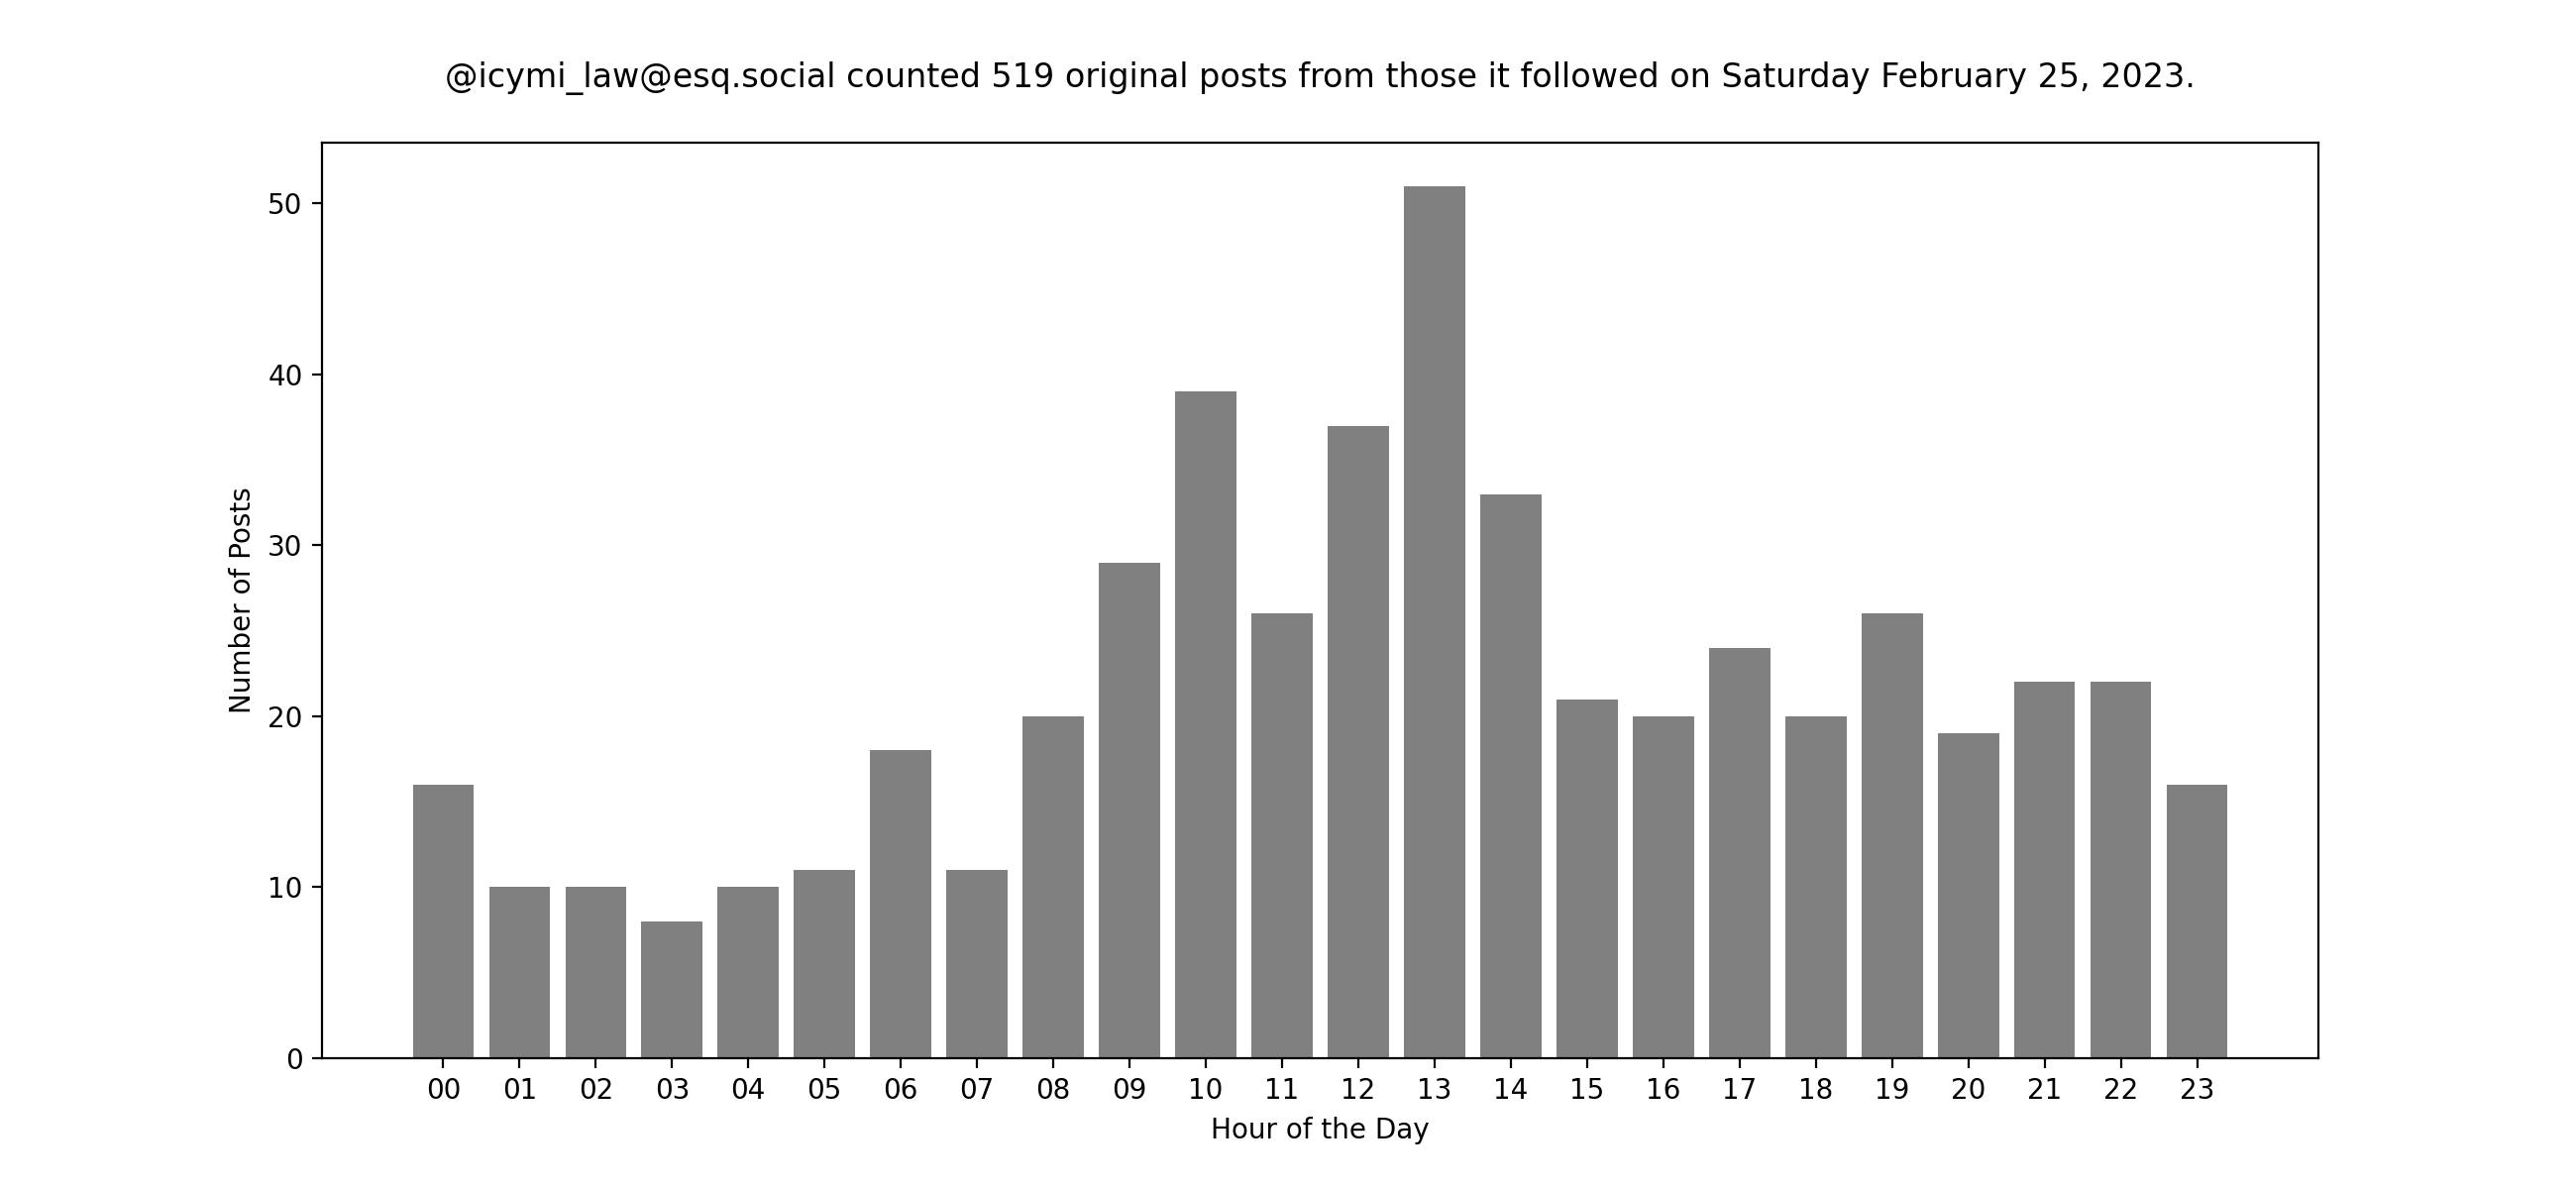 @icymi_law@esq.social counted 519 original posts from those it followed on Saturday February 25, 2023.
50
40
30
20
10
0
Number of Posts
00 01 02 03 04 05 06 07 08 09 10 11 12 13 14 15 16 17 18 19 20 21 22 23
Hour of the Day